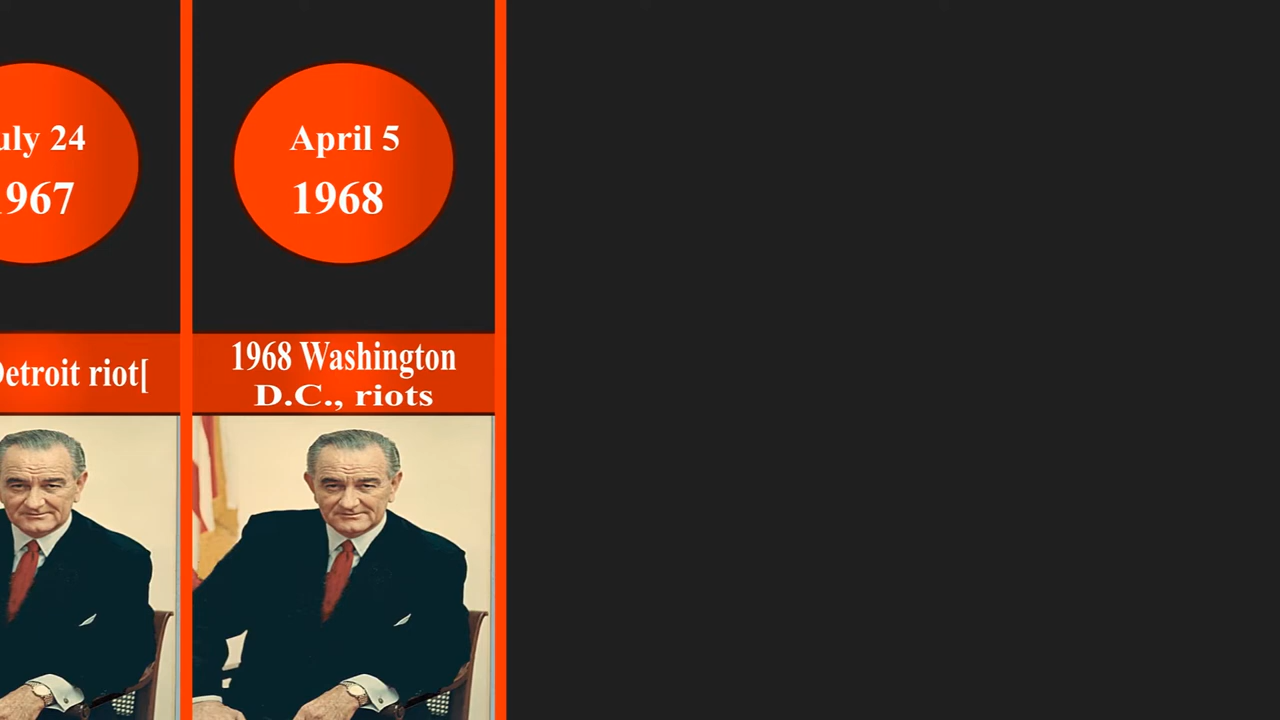 uly 24
1967
Detroit riot[
April 5
1968
1968 Washington
D.C., riots